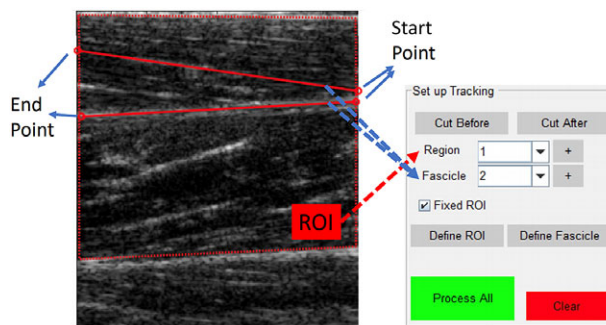 Start
Point
End
Point
ROI
Set up Tracking
Cut Before
Cut After
Region
1
+
Fascicle
2
+
Fixed ROI
Define ROI
Define Fascicle
Process All
Clear